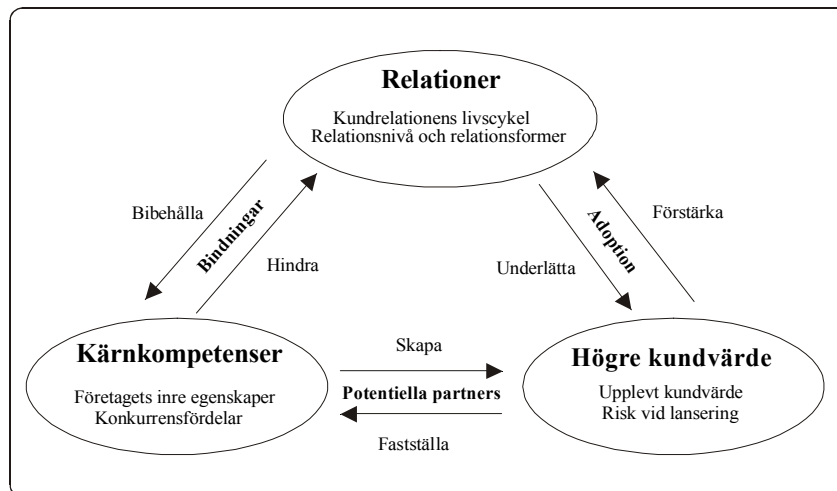 Relationer
Kundrelationens livscykel
Relationsnivå och relationsformer
Bibehålla
Bindningar
Hindra
Förstärka
Adoption
Underlätta
Kärnkompetenser
Företagets inre egenskaper
Konkurrensfördelar
Skapa
Potentiella partners
Fastställa
Högre kundvärde
Upplevt kundvärde
Risk vid lansering